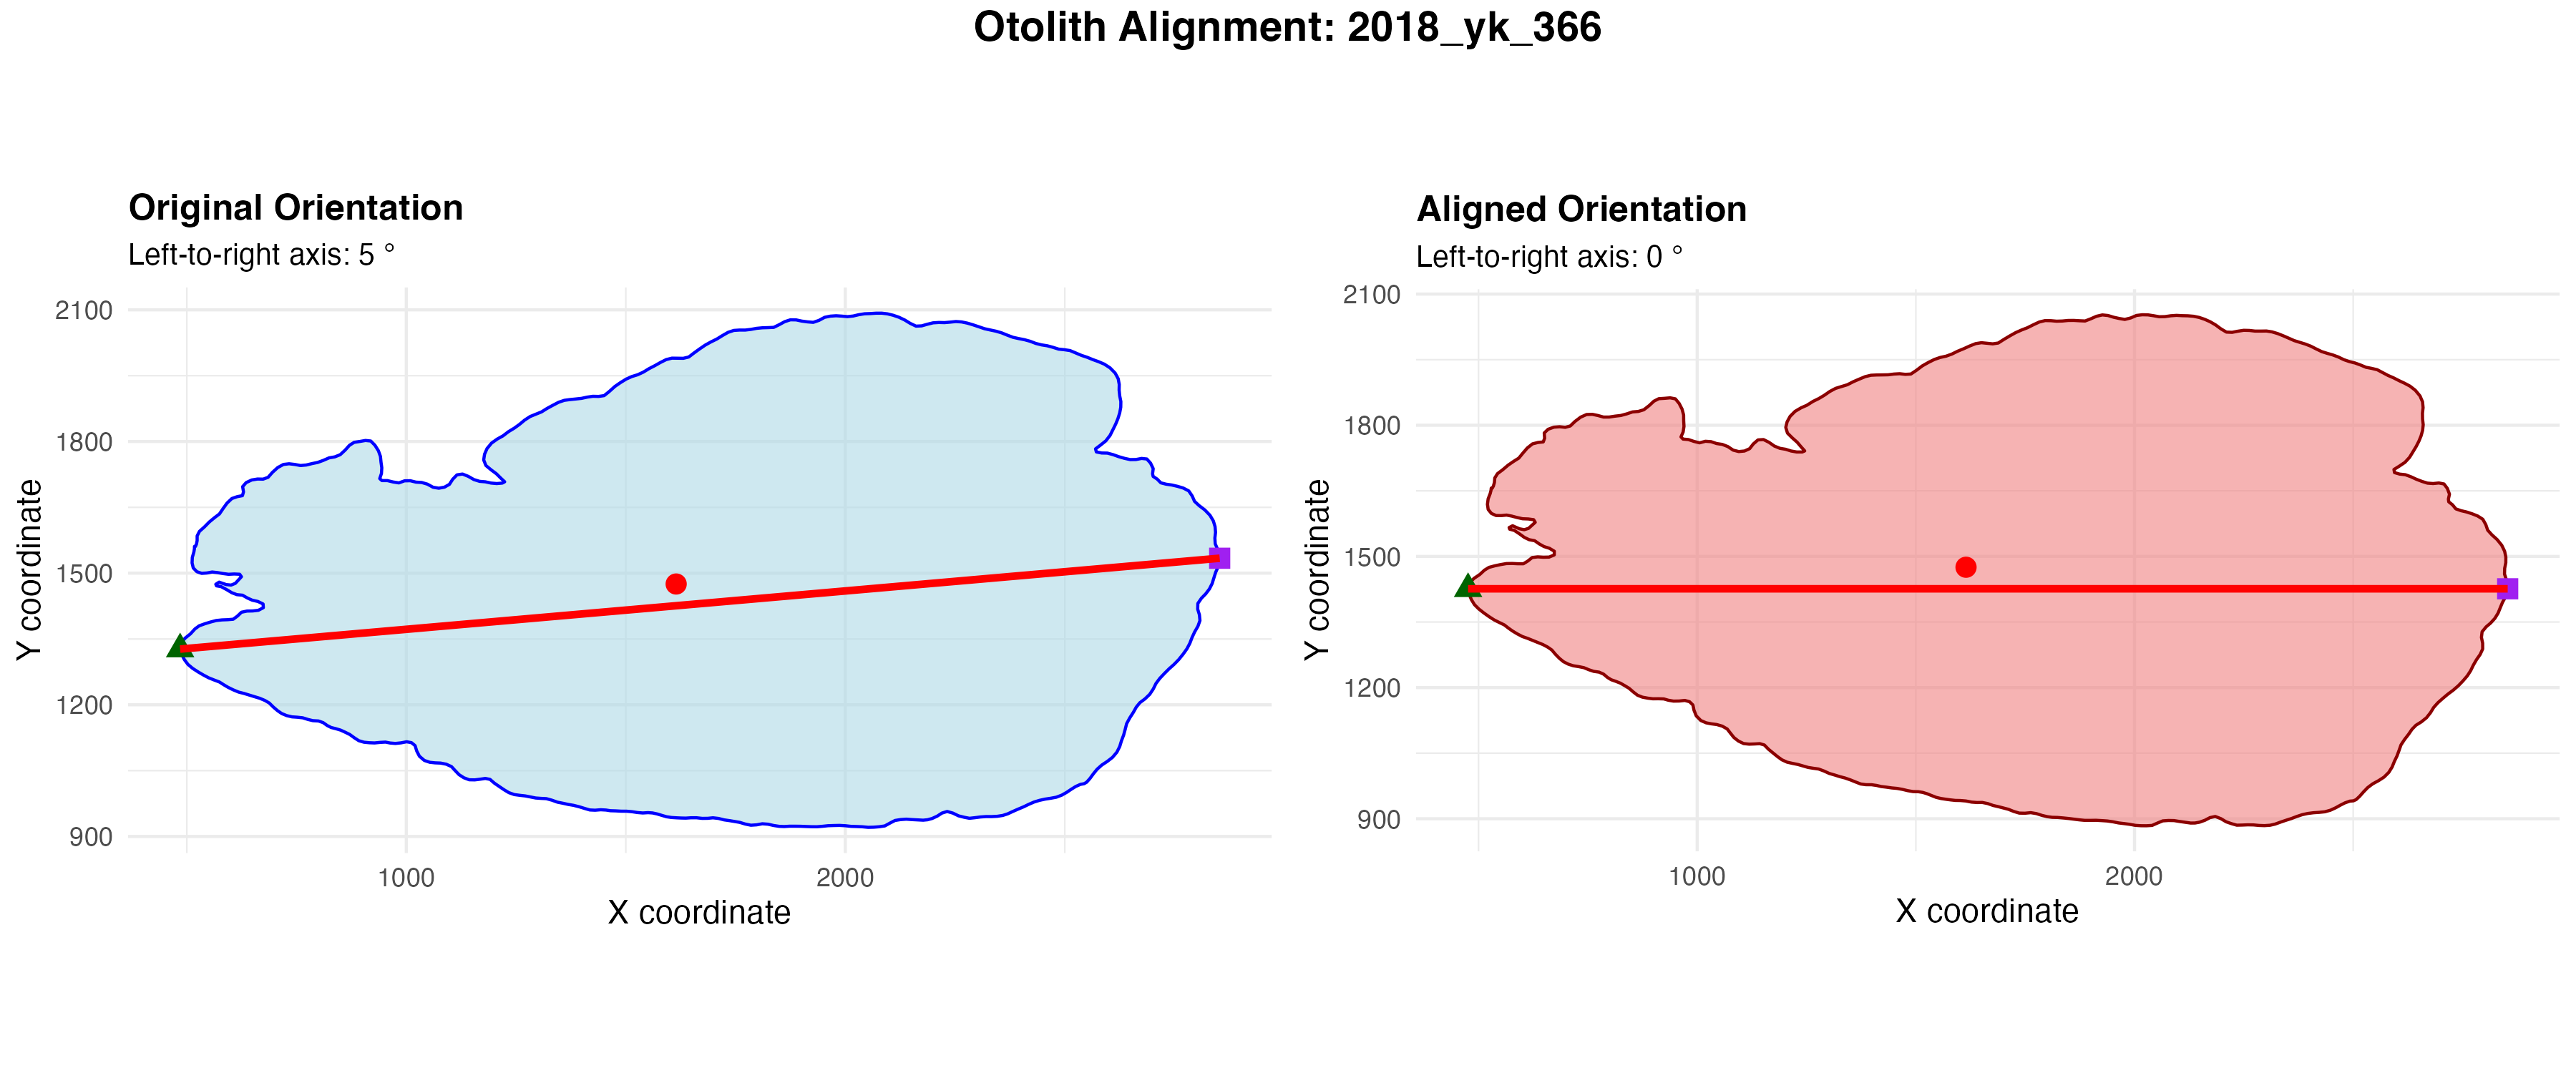 Otolith Alignment: 2018_yk_366
Original Orientation
Left-to-right axis: 5 °
2100
1800
1500
1200
900
Y coordinate
1000
2000
X coordinate
Aligned Orientation
Left-to-right axis: 0 °
2100
1800
1500
1200
900
Y coordinate
1000
2000
X coordinate